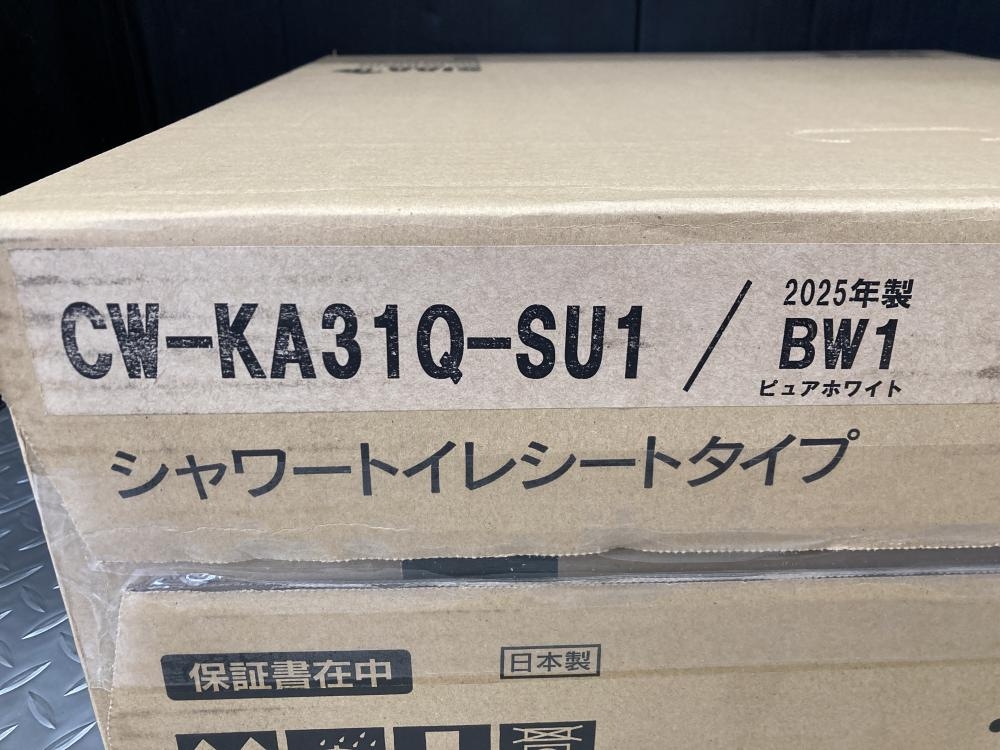 CW-KA31Q-SU1 / 2025年製
BW1
ピュアホワイト
シャワートイレシートタイプ
保証書在中
日本製